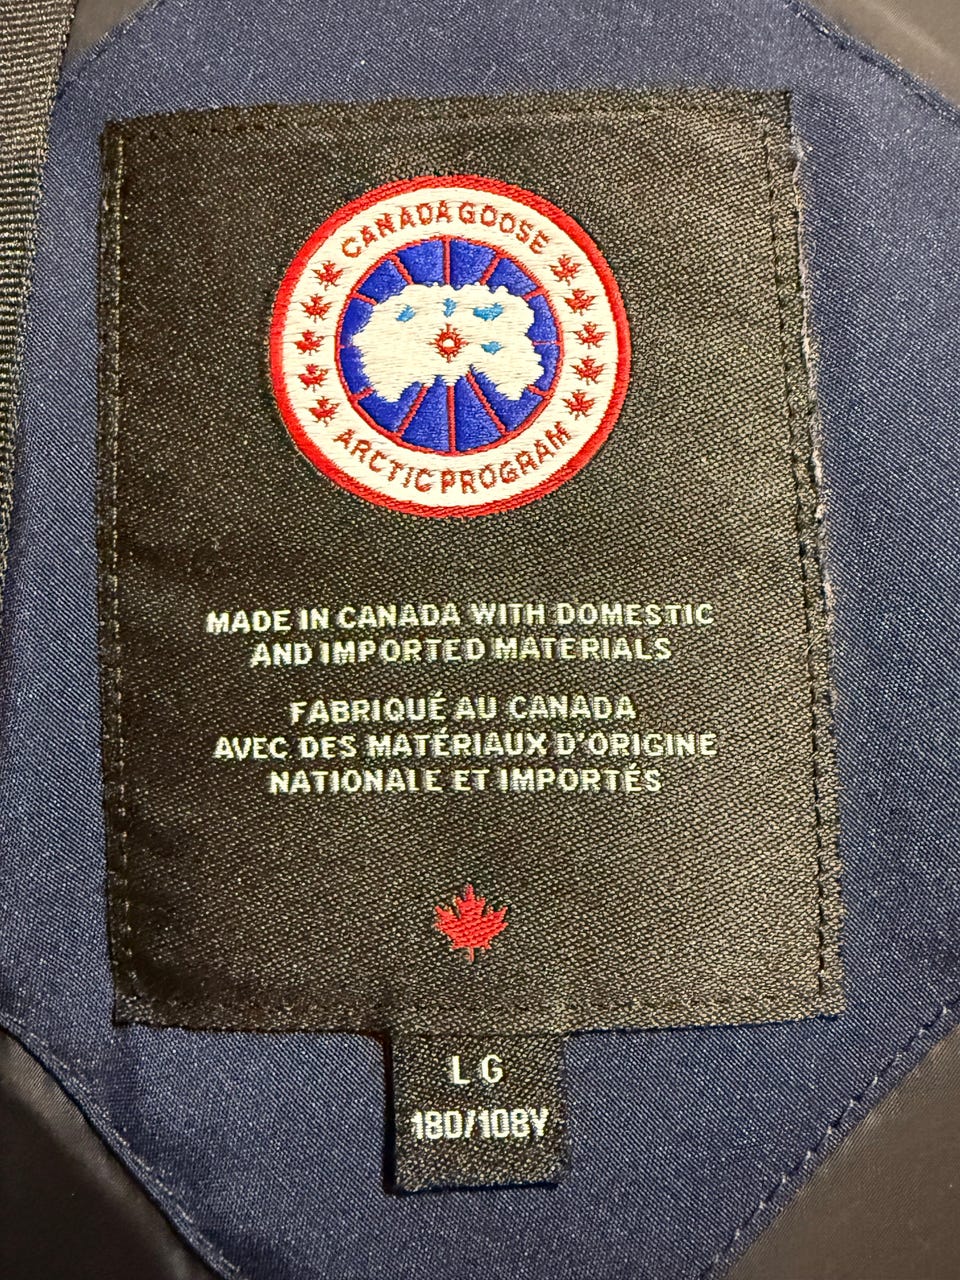 CANADA GOOSE
ARCTIC PROGRAM
MADE IN CANADA WITH DOMESTIC
AND IMPORTED MATERIALS
FABRIQUÉ AU CANADA
AVEC DES MATÉRIAUX D'ORIGINE
NATIONALE ET IMPORTÉS
LG
180/108Y